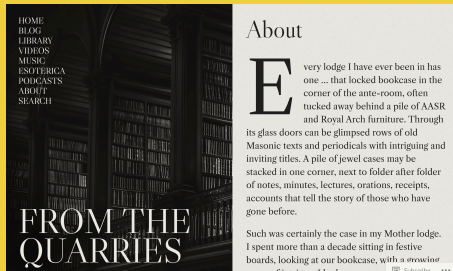 HOME
BLOG
LIBRARY
VIDEOS
MUSIC
ESOTERICA
PODCASTS
ABOUT
SEARCH
FROM THE
QUARRIES
About
Every lodge I have ever been in has
one ... that locked bookcase in the
corner of the ante-room, often
tucked away behind a pile of AASR
and Royal Arch furniture. Through
its glass doors can be glimpsed rows of old
Masonic texts and periodicals with intriguing and
inviting titles. A pile of jewel cases may be
stacked in one corner, next to folder after folder
of notes, minutes, lectures, orations, receipts,
accounts that tell the story of those who have
gone before.
Such was certainly the case in my Mother lodge.
I spent more than a decade sitting in festive
boards, looking at our bookcase, with a growing
Subscribe